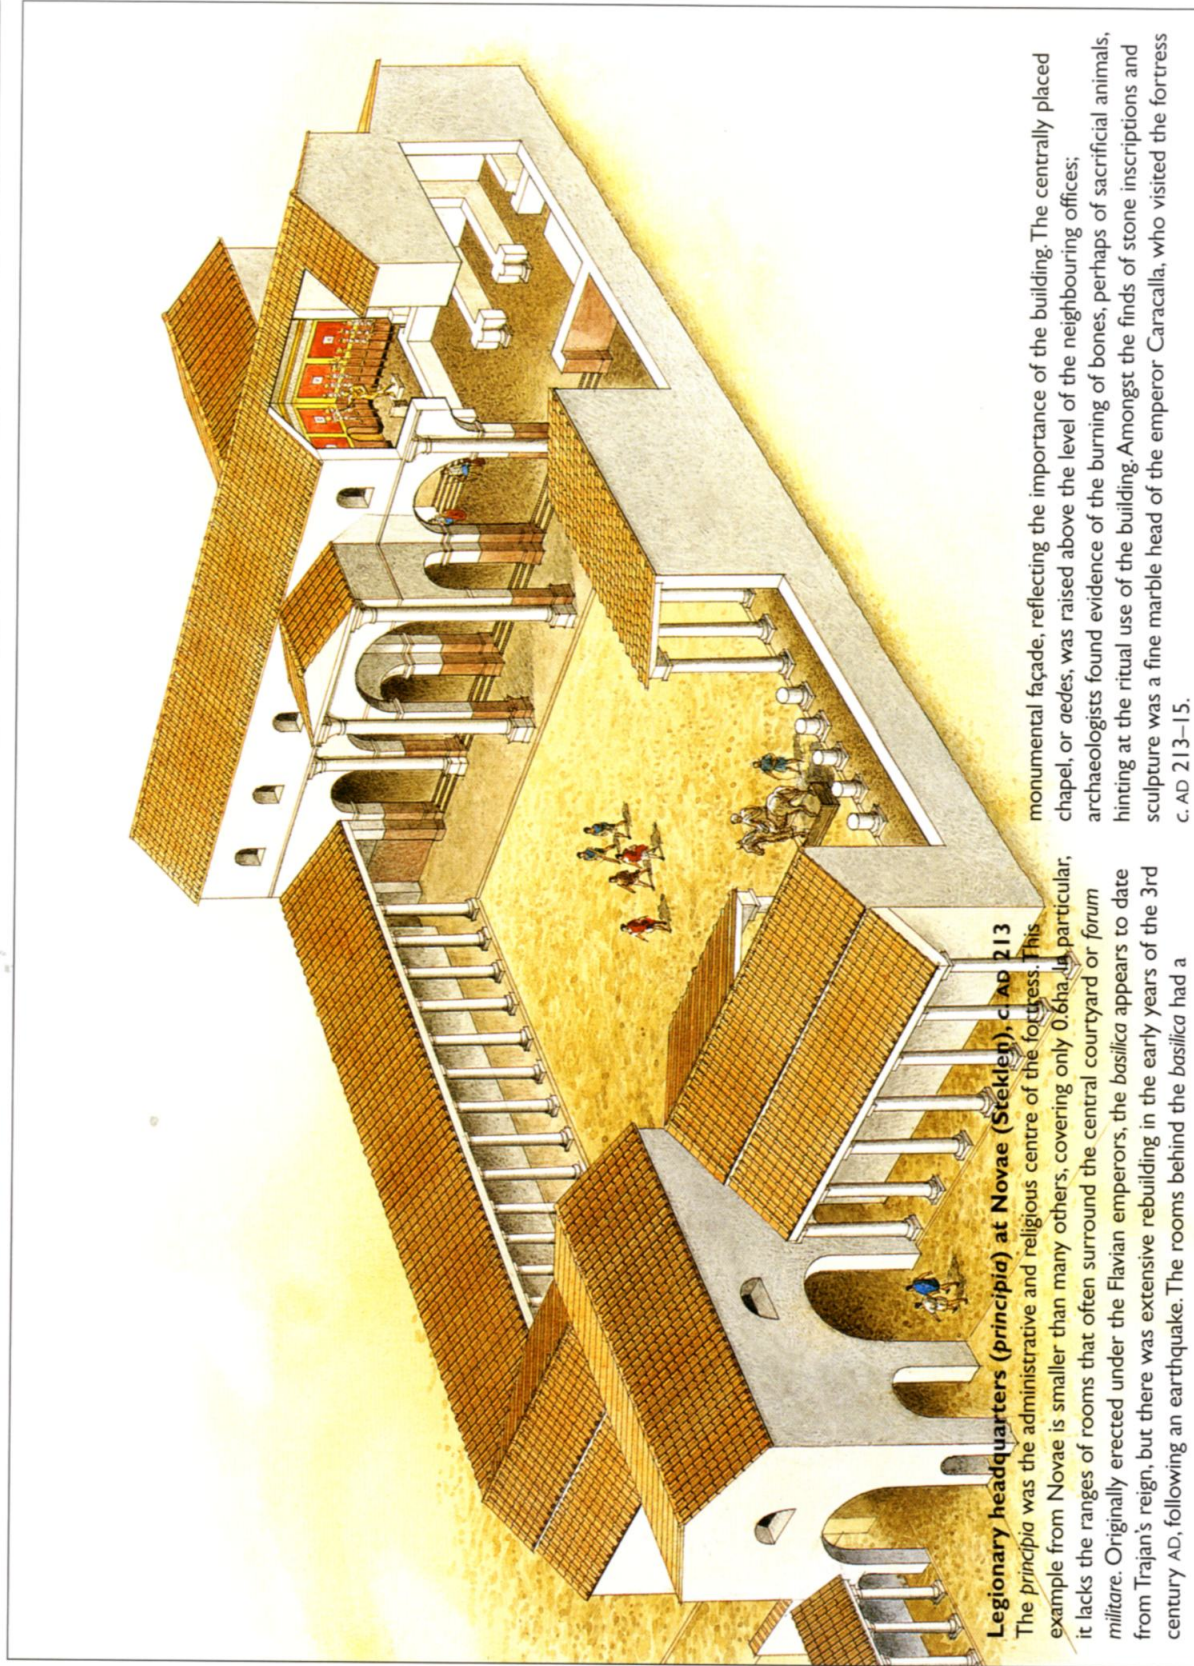 Legionary headquarters (principia) at Novae (Steklen), c. AD 213
The principia was the administrative and religious centre of the fortress. This
example from Novae is smaller than many others, covering only 0.6ha. In particular,
it lacks the ranges of rooms that often surround the central courtyard or forum
militare. Originally erected under the Flavian emperors, the basilica appears to date
from Trajan's reign, but there was extensive rebuilding in the early years of the 3rd
century AD, following an earthquake. The rooms behind the basilica had a
monumental façade, reflecting the importance of the building. The centrally placed
chapel, or aedes, was raised above the level of the neighbouring offices;
archaeologists found evidence of the burning of bones, perhaps of sacrificial animals,
hinting at the ritual use of the building. Amongst the finds of stone inscriptions and
sculpture was a fine marble head of the emperor Caracalla, who visited the fortress
c. AD 213–15.